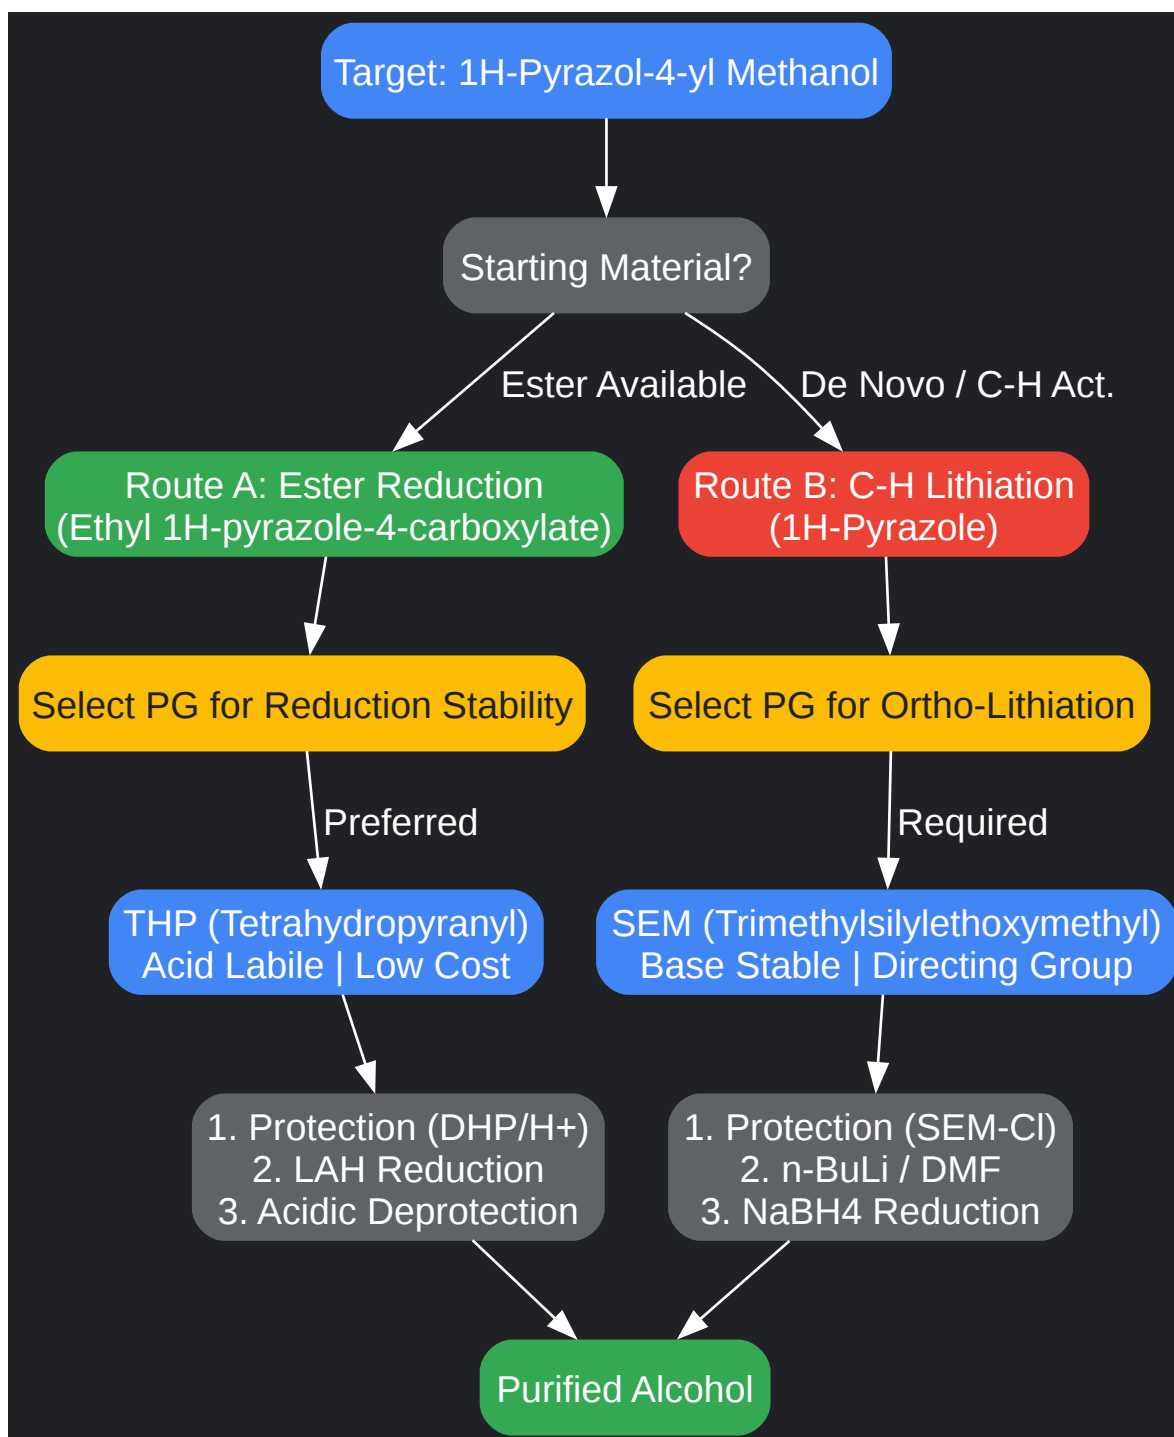 Target: 1H-Pyrazol-4-yl Methanol
Starting Material?
Ester Available
De Novo / C-H Act.
Route A: Ester Reduction
(Ethyl 1H-pyrazole-4-carboxylate)
Route B: C-H Lithiation
(1H-Pyrazole)
Select PG for Reduction Stability
Select PG for Ortho-Lithiation
Preferred
Required
THP (Tetrahydropyranyl)
Acid Labile | Low Cost
SEM (Trimethylsilylethoxymethyl)
Base Stable | Directing Group
1. Protection (DHP/H+)
2. LAH Reduction
3. Acidic Deprotection
1. Protection (SEM-Cl)
2. n-BuLi / DMF
3. NaBH4 Reduction
Purified Alcohol